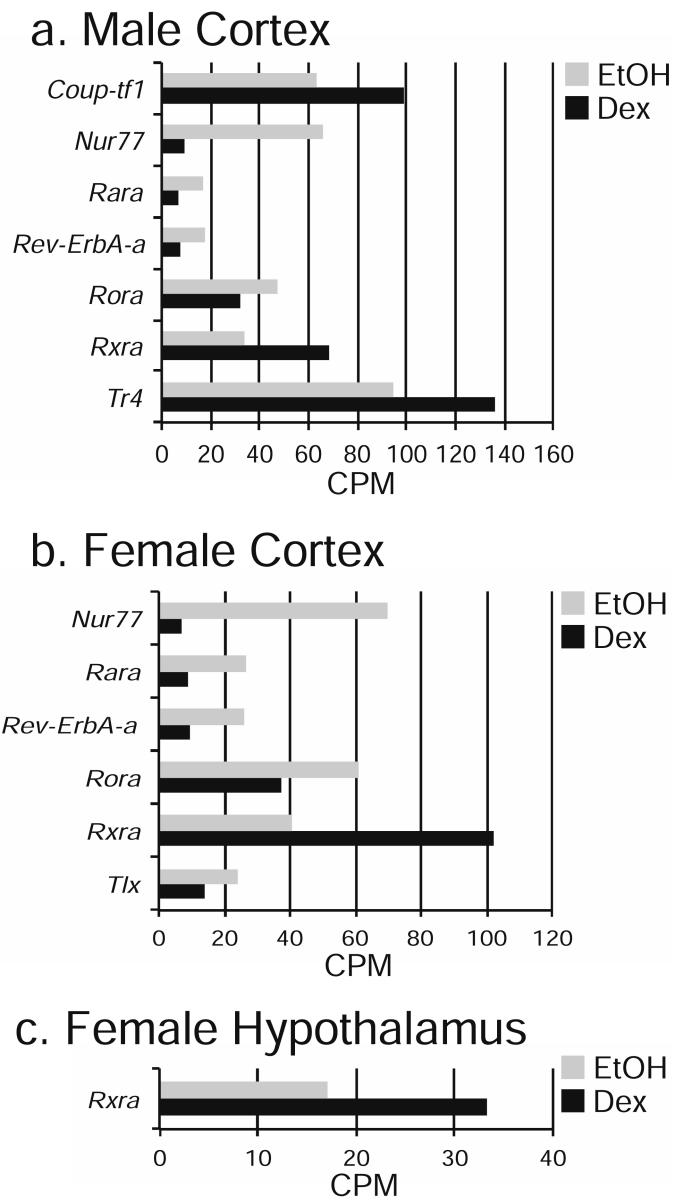 a. Male Cortex
EtOH
Dex
Coup-tf1
Nur77
Rara
Rev-ErbA-a
Rora
Rxra
Tr4
0 20 40 60 80 100 120 140 160
CPM
b. Female Cortex
EtOH
Dex
Nur77
Rara
Rev-ErbA-a
Rora
Rxra
Tlx
0 20 40 60 80 100 120
CPM
c. Female Hypothalamus
EtOH
Dex
Rxra
0 10 20 30 40
CPM